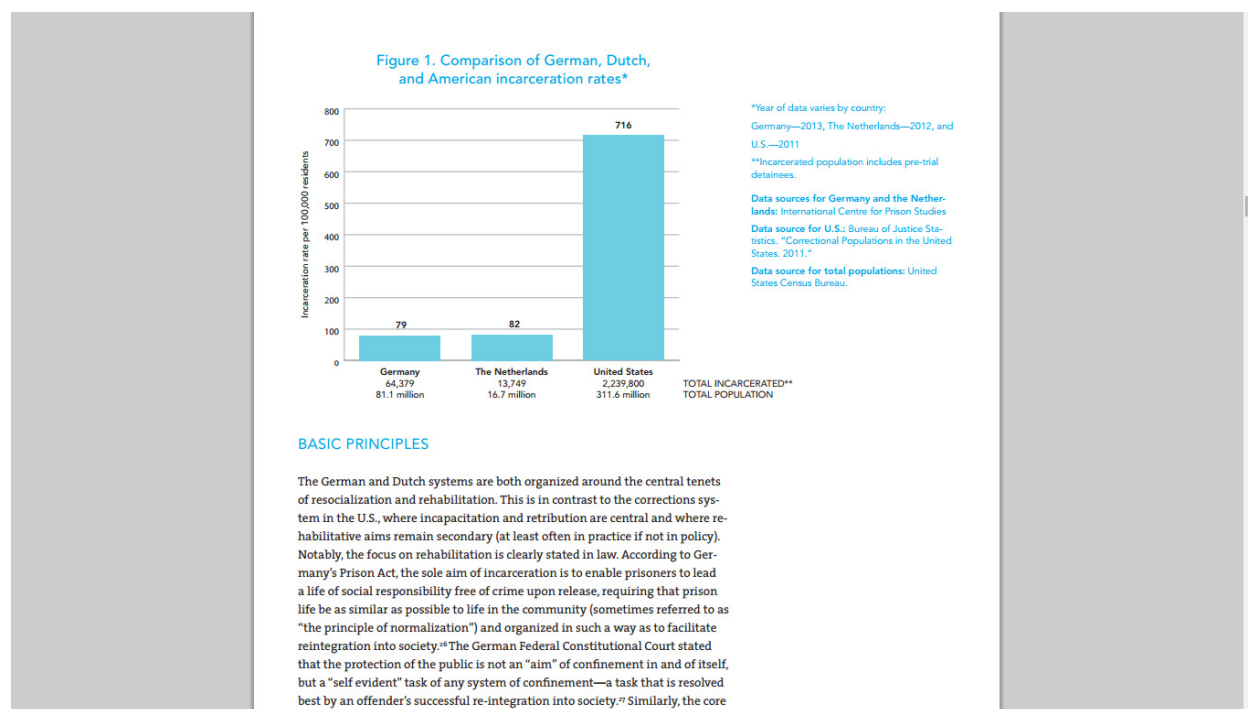 Figure 1. Comparison of German, Dutch,
and American incarceration rates*
Incarceration rate per 100,000 residents
800
700
600
500
400
300
200
100
0
79
82
716
Germany
64,379
81.1 million
The Netherlands
13,749
16.7 million
United States
2,239,800
311.6 million
TOTAL INCARCERATED**
TOTAL POPULATION
*Year of data varies by country:
Germany—2013, The Netherlands—2012, and
U.S.—2011
**Incarcerated population includes pre-trial
detainees.
Data sources for Germany and the Nether-
lands: International Centre for Prison Studies
Data source for U.S.: Bureau of Justice Sta-
tistics. "Correctional Populations in the United
States. 2011."
Data source for total populations: United
States Census Bureau.
BASIC PRINCIPLES
The German and Dutch systems are both organized around the central tenets
of resocialization and rehabilitation. This is in contrast to the corrections sys-
tem in the U.S., where incapacitation and retribution are central and where re-
habilitative aims remain secondary (at least often in practice if not in policy).
Notably, the focus on rehabilitation is clearly stated in law. According to Ger-
many's Prison Act, the sole aim of incarceration is to enable prisoners to lead
a life of social responsibility free of crime upon release, requiring that prison
life be as similar as possible to life in the community (sometimes referred to as
"the principle of normalization") and organized in such a way as to facilitate
reintegration into society.²⁶ The German Federal Constitutional Court stated
that the protection of the public is not an "aim" of confinement in and of itself,
but a "self evident" task of any system of confinement—a task that is resolved
best by an offender's successful re-integration into society.²⁷ Similarly, the core